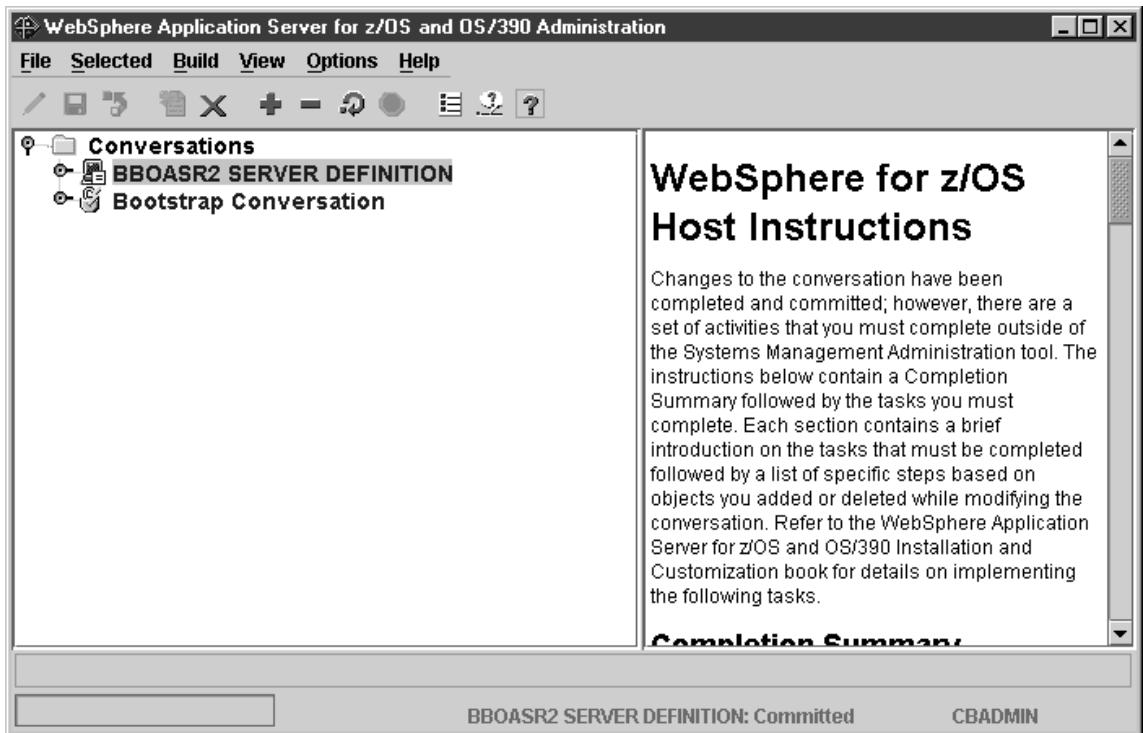 WebSphere Application Server for z/OS and OS/390 Administration
File Selected Build View Options Help
Conversations
BBOASR2 SERVER DEFINITION
Bootstrap Conversation
WebSphere for z/OS
Host Instructions
Changes to the conversation have been
completed and committed; however, there are a
set of activities that you must complete outside of
the Systems Management Administration tool. The
instructions below contain a Completion
Summary followed by the tasks you must
complete. Each section contains a brief
introduction on the tasks that must be completed
followed by a list of specific steps based on
objects you added or deleted while modifying the
conversation. Refer to the WebSphere Application
Server for z/OS and OS/390 Installation and
Customization book for details on implementing
the following tasks.
Completion Summary
BBOASR2 SERVER DEFINITION: Committed CBADMIN